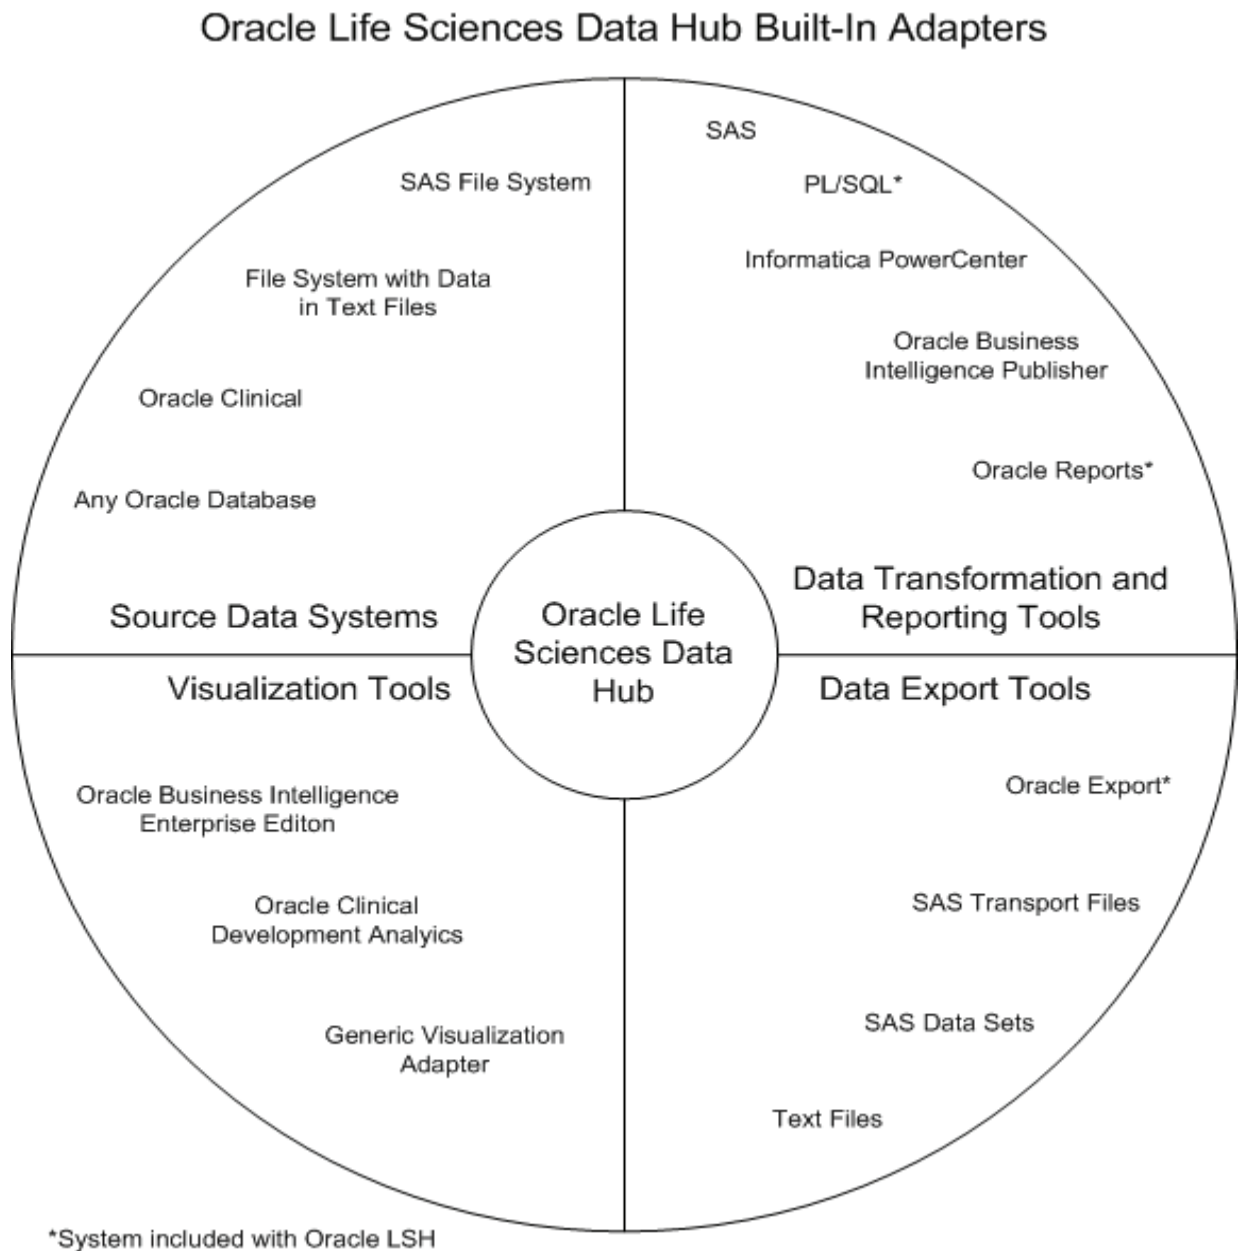 Oracle Life Sciences Data Hub Built-In Adapters
SAS File System
File System with Data
in Text Files
Oracle Clinical
Any Oracle Database
Source Data Systems
SAS
PL/SQL*
Informatica PowerCenter
Oracle Business
Intelligence Publisher
Oracle Reports*
Data Transformation and
Reporting Tools
Oracle Life
Sciences Data
Hub
Visualization Tools
Oracle Business Intelligence
Enterprise Editon
Oracle Clinical
Development Analyics
Generic Visualization
Adapter
Data Export Tools
Oracle Export*
SAS Transport Files
SAS Data Sets
Text Files
*System included with Oracle LSH